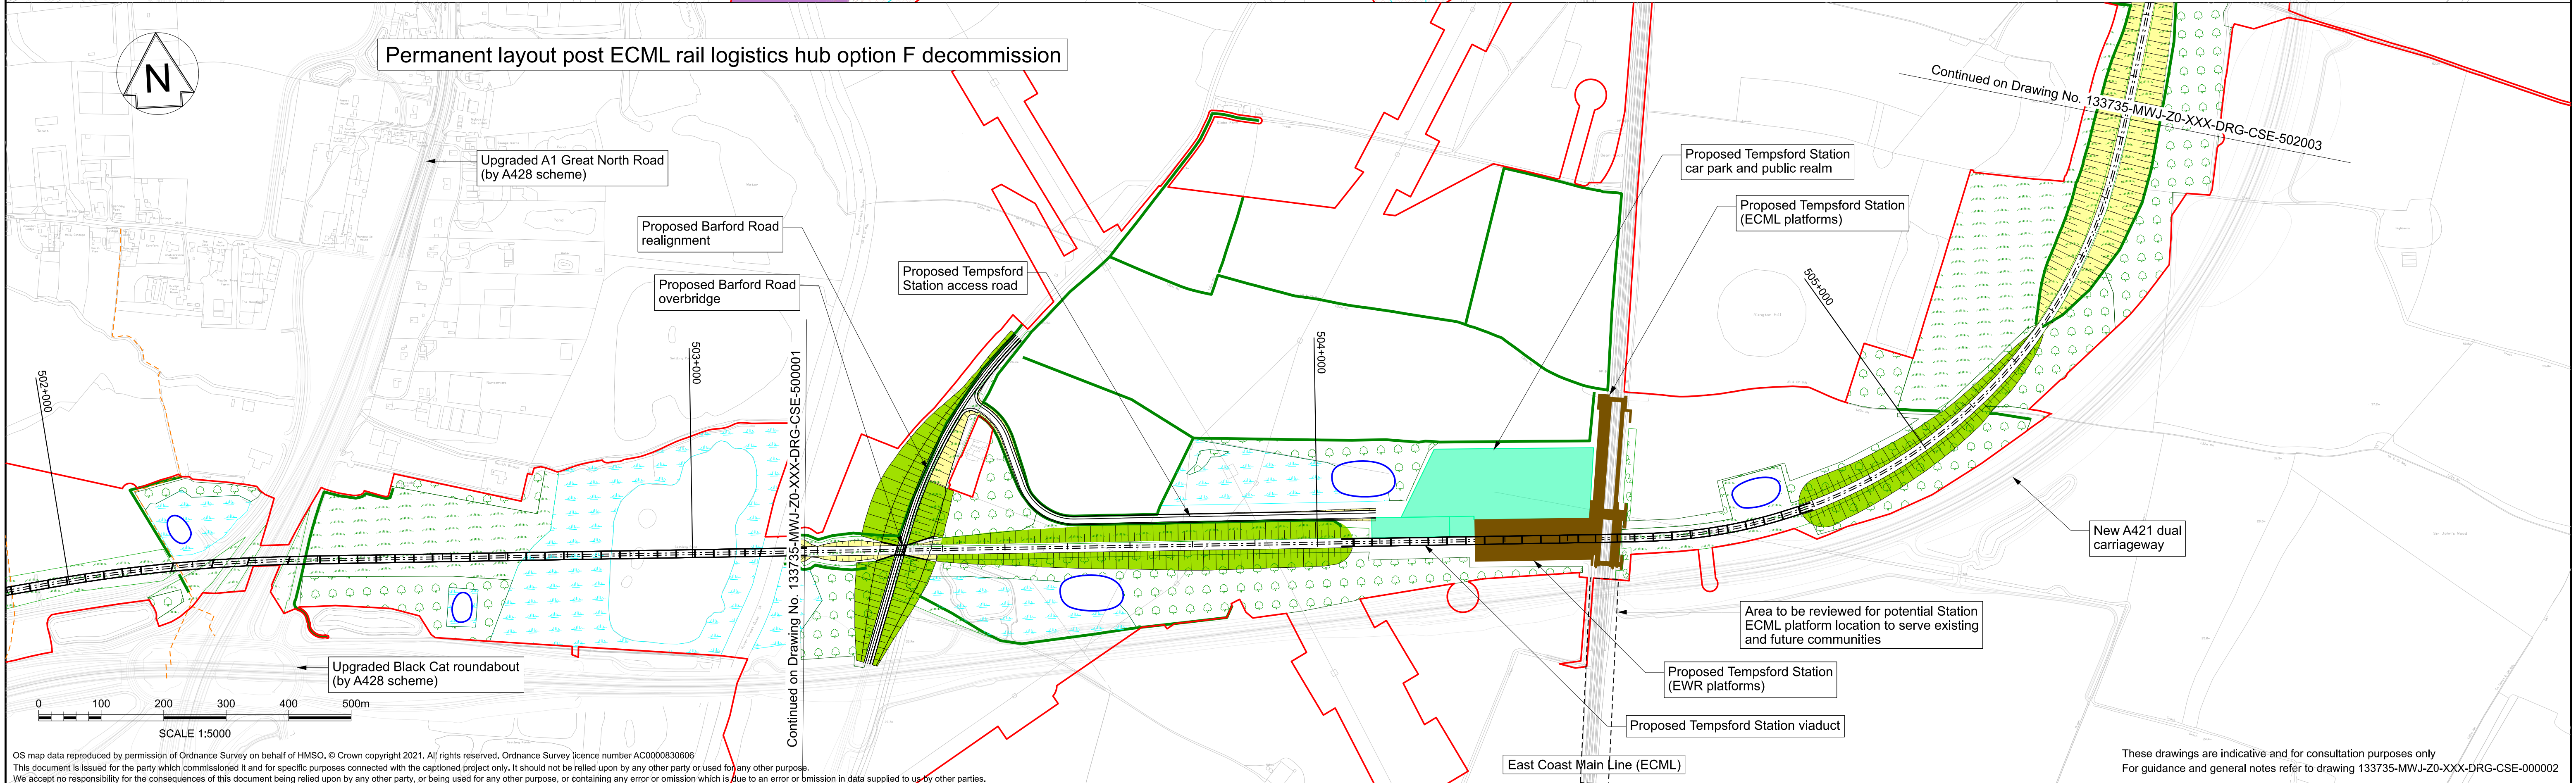 Permanent layout post ECML rail logistics hub option F decommission
N
Continued on Drawing No. 133735-MWJ-Z0-XXX-DRG-CSE-502003
Upgraded A1 Great North Road
(by A428 scheme)
Proposed Tempsford Station
car park and public realm
Proposed Tempsford Station
(ECML platforms)
Proposed Barford Road
realignment
Proposed Tempsford
Station access road
Proposed Barford Road
overbridge
502+000
503+000
504+000
505+000
Continued on Drawing No. 133735-MWJ-Z0-XXX-DRG-CSE-500001
New A421 dual
carriageway
Area to be reviewed for potential Station
ECML platform location to serve existing
and future communities
Upgraded Black Cat roundabout
(by A428 scheme)
Proposed Tempsford Station
(EWR platforms)
Proposed Tempsford Station viaduct
East Coast Main Line (ECML)
0 100 200 300 400 500m
SCALE 1:5000
OS map data reproduced by permission of Ordnance Survey on behalf of HMSO. © Crown copyright 2021. All rights reserved. Ordnance Survey licence number AC0000830606
This document is issued for the party which commissioned it and for specific purposes connected with the captioned project only. It should not be relied upon by any other party or used for any other purpose.
We accept no responsibility for the consequences of this document being relied upon by any other party, or being used for any other purpose, or containing any error or omission which is due to an error or omission in data supplied to us by other parties.
These drawings are indicative and for consultation purposes only
For guidance and general notes refer to drawing 133735-MWJ-Z0-XXX-DRG-CSE-000002